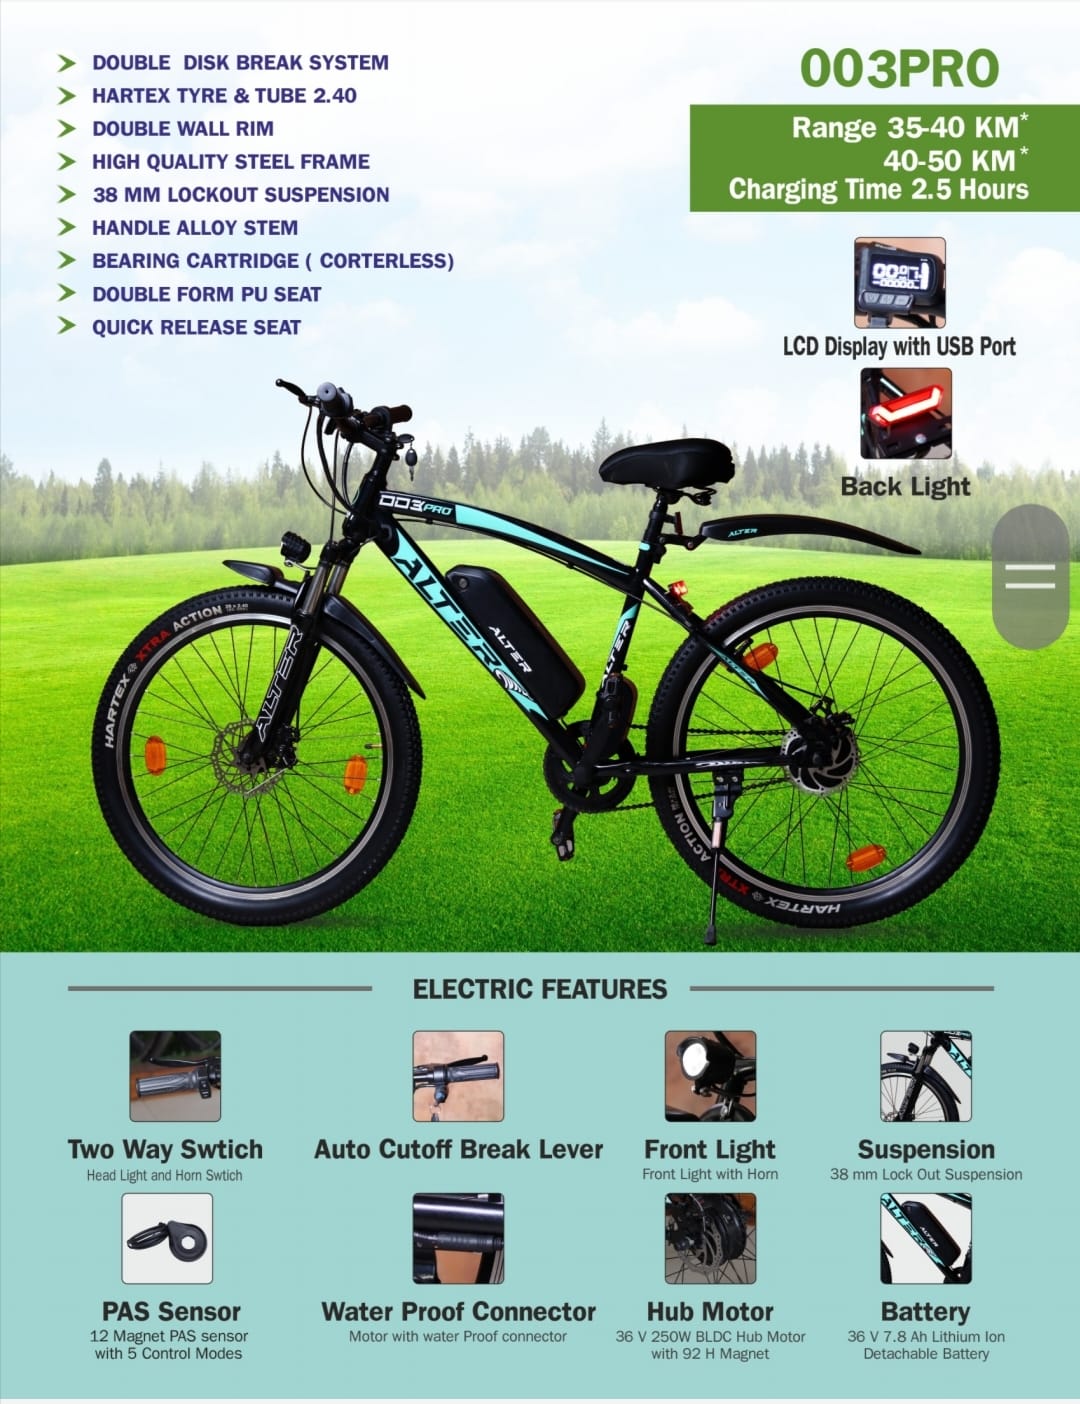 DOUBLE DISK BREAK SYSTEM
HARTEX TYRE & TUBE 2.40
DOUBLE WALL RIM
HIGH QUALITY STEEL FRAME
38 MM LOCKOUT SUSPENSION
HANDLE ALLOY STEM
BEARING CARTRIDGE ( CORTERLESS)
DOUBLE FORM PU SEAT
QUICK RELEASE SEAT
003PRO
Range 35-40 KM*
40-50 KM*
Charging Time 2.5 Hours
LCD Display with USB Port
Back Light
003PRO
ALTER
ALTER
ALTER
ALTER
ALTER
HARTEX XTRA ACTION
HARTEX XTRA ACTION
ELECTRIC FEATURES
Two Way Swtich
Head Light and Horn Swtich
Auto Cutoff Break Lever
Front Light
Front Light with Horn
Suspension
38 mm Lock Out Suspension
PAS Sensor
12 Magnet PAS sensor
with 5 Control Modes
Water Proof Connector
Motor with water Proof connector
Hub Motor
36 V 250W BLDC Hub Motor
with 92 H Magnet
Battery
36 V 7.8 Ah Lithium Ion
Detachable Battery